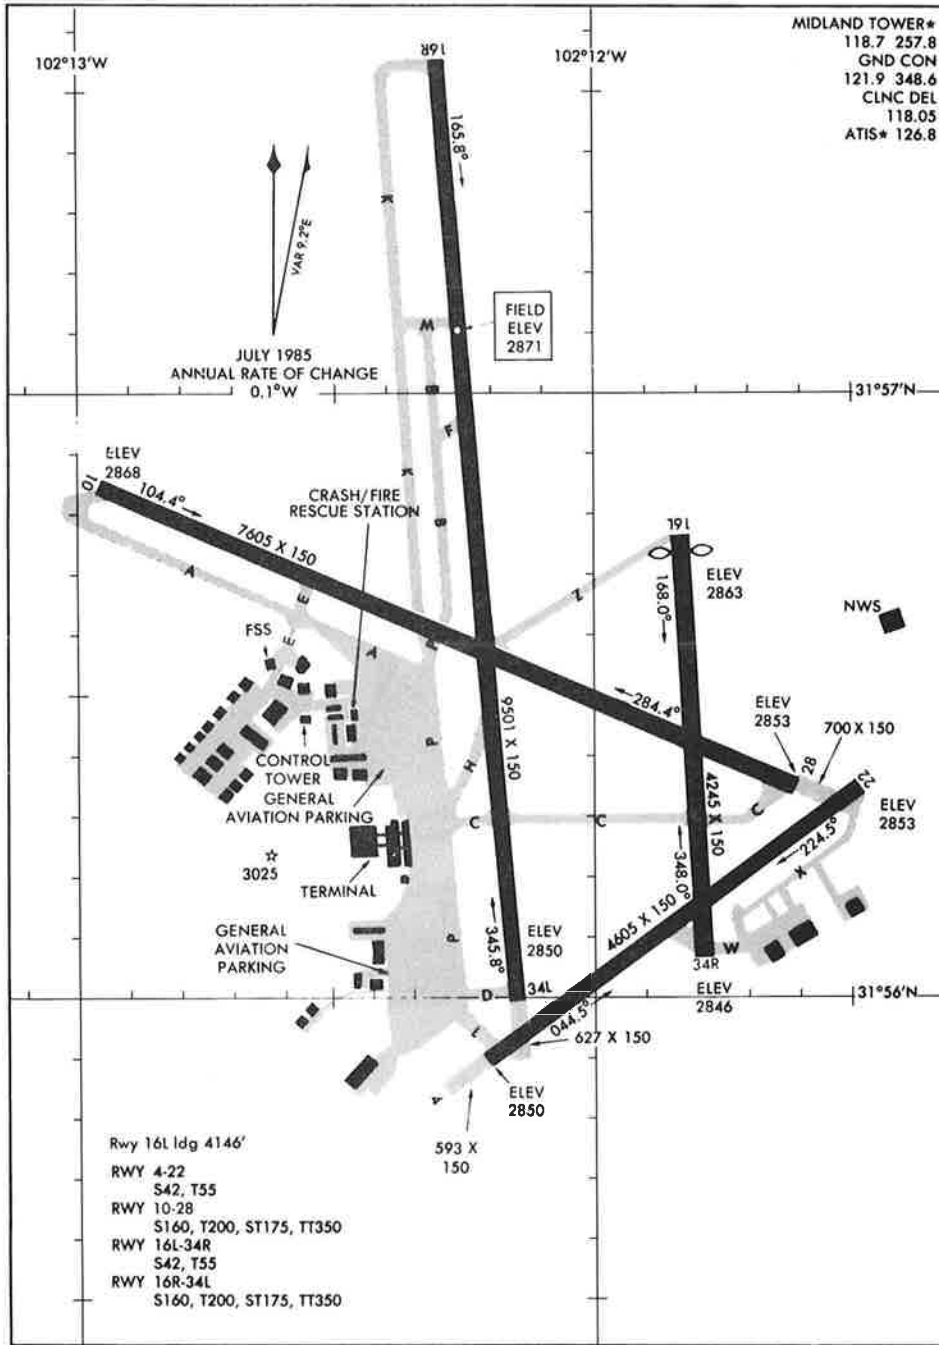 MIDLAND TOWER*
118.7 257.8
GND CON
121.9 348.6
CLNC DEL
118.05
ATIS* 126.8
102°13'W
16R
102°12'W
165.8°
K
VAR 9.2°E
JULY 1985
ANNUAL RATE OF CHANGE
0.1°W
FIELD
ELEV
2871
M
B
F
31°57'N
ELEV
2868
10
104.4°
CRASH/FIRE
RESCUE STATION
7605 X 150
K
B
A
E
E
A
A
16L
Z
168.0°
ELEV
2863
NWS
FSS
284.4°
9501 X 150
P
H
CONTROL
TOWER
GENERAL
AVIATION PARKING
ELEV
2853
700 X 150
28
22
ELEV
2853
4245 X 150
C
C
C
348.0°
224.5°
X
3025
TERMINAL
GENERAL
AVIATION
PARKING
P
345.8°
ELEV
2850
4605 X 150
W
34R
ELEV
2846
D
34L
31°56'N
044.5°
627 X 150
J
4
ELEV
2850
593 X
150
Rwy 16L ldg 4146'
RWY 4-22
S42, T55
RWY 10-28
S160, T200, ST175, TT350
RWY 16L-34R
S42, T55
RWY 16R-34L
S160, T200, ST175, TT350